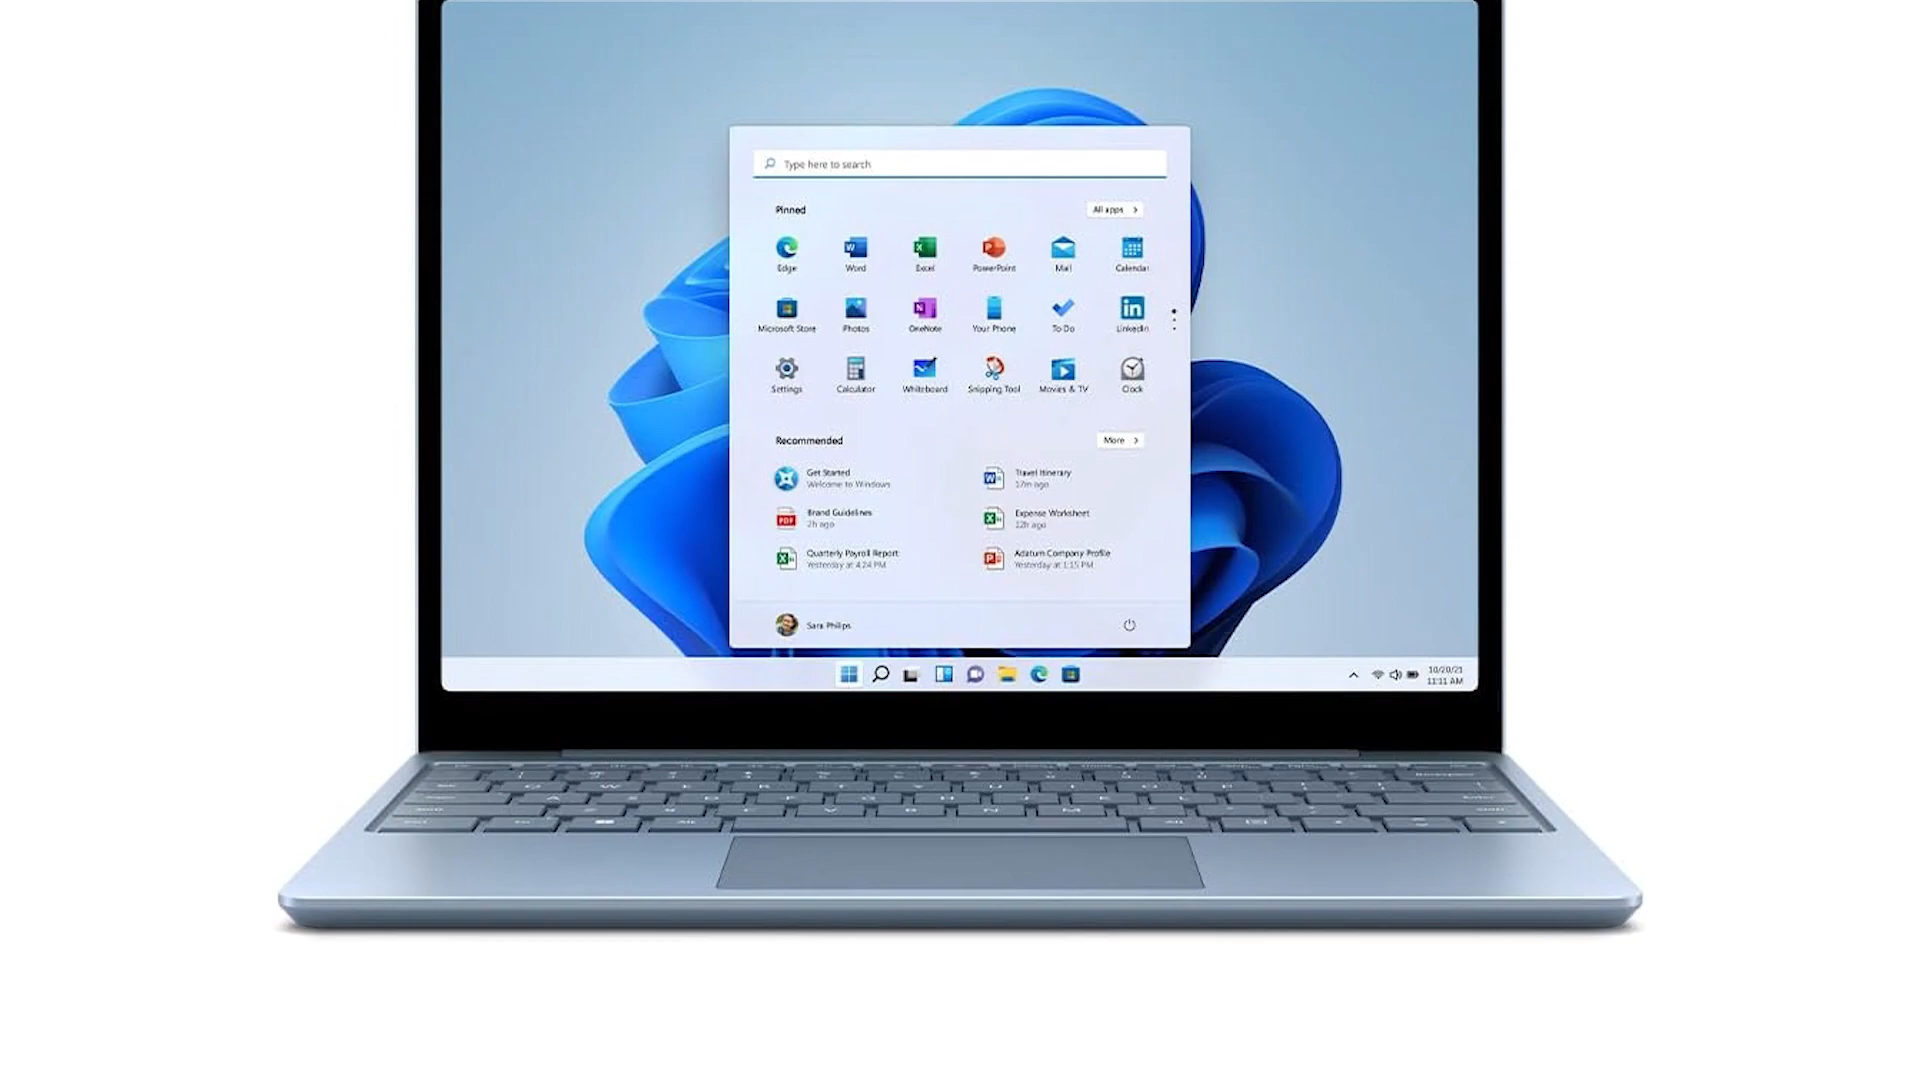 Type here to search
Pinned
All apps
Edge
Word
Excel
PowerPoint
Mail
Calendar
Microsoft Store
Photos
OneNote
Your Phone
To Do
LinkedIn
Settings
Calculator
Whiteboard
Snipping Tool
Movies & TV
Clock
Recommended
More
Get Started
Welcome to Windows
Travel Itinerary
17m ago
Brand Guidelines
2h ago
Expense Worksheet
12h ago
Quarterly Payroll Report
Yesterday at 4:24 PM
Adatum Company Profile
Yesterday at 1:15 PM
Sara Philips
10/20/21
11:11 AM